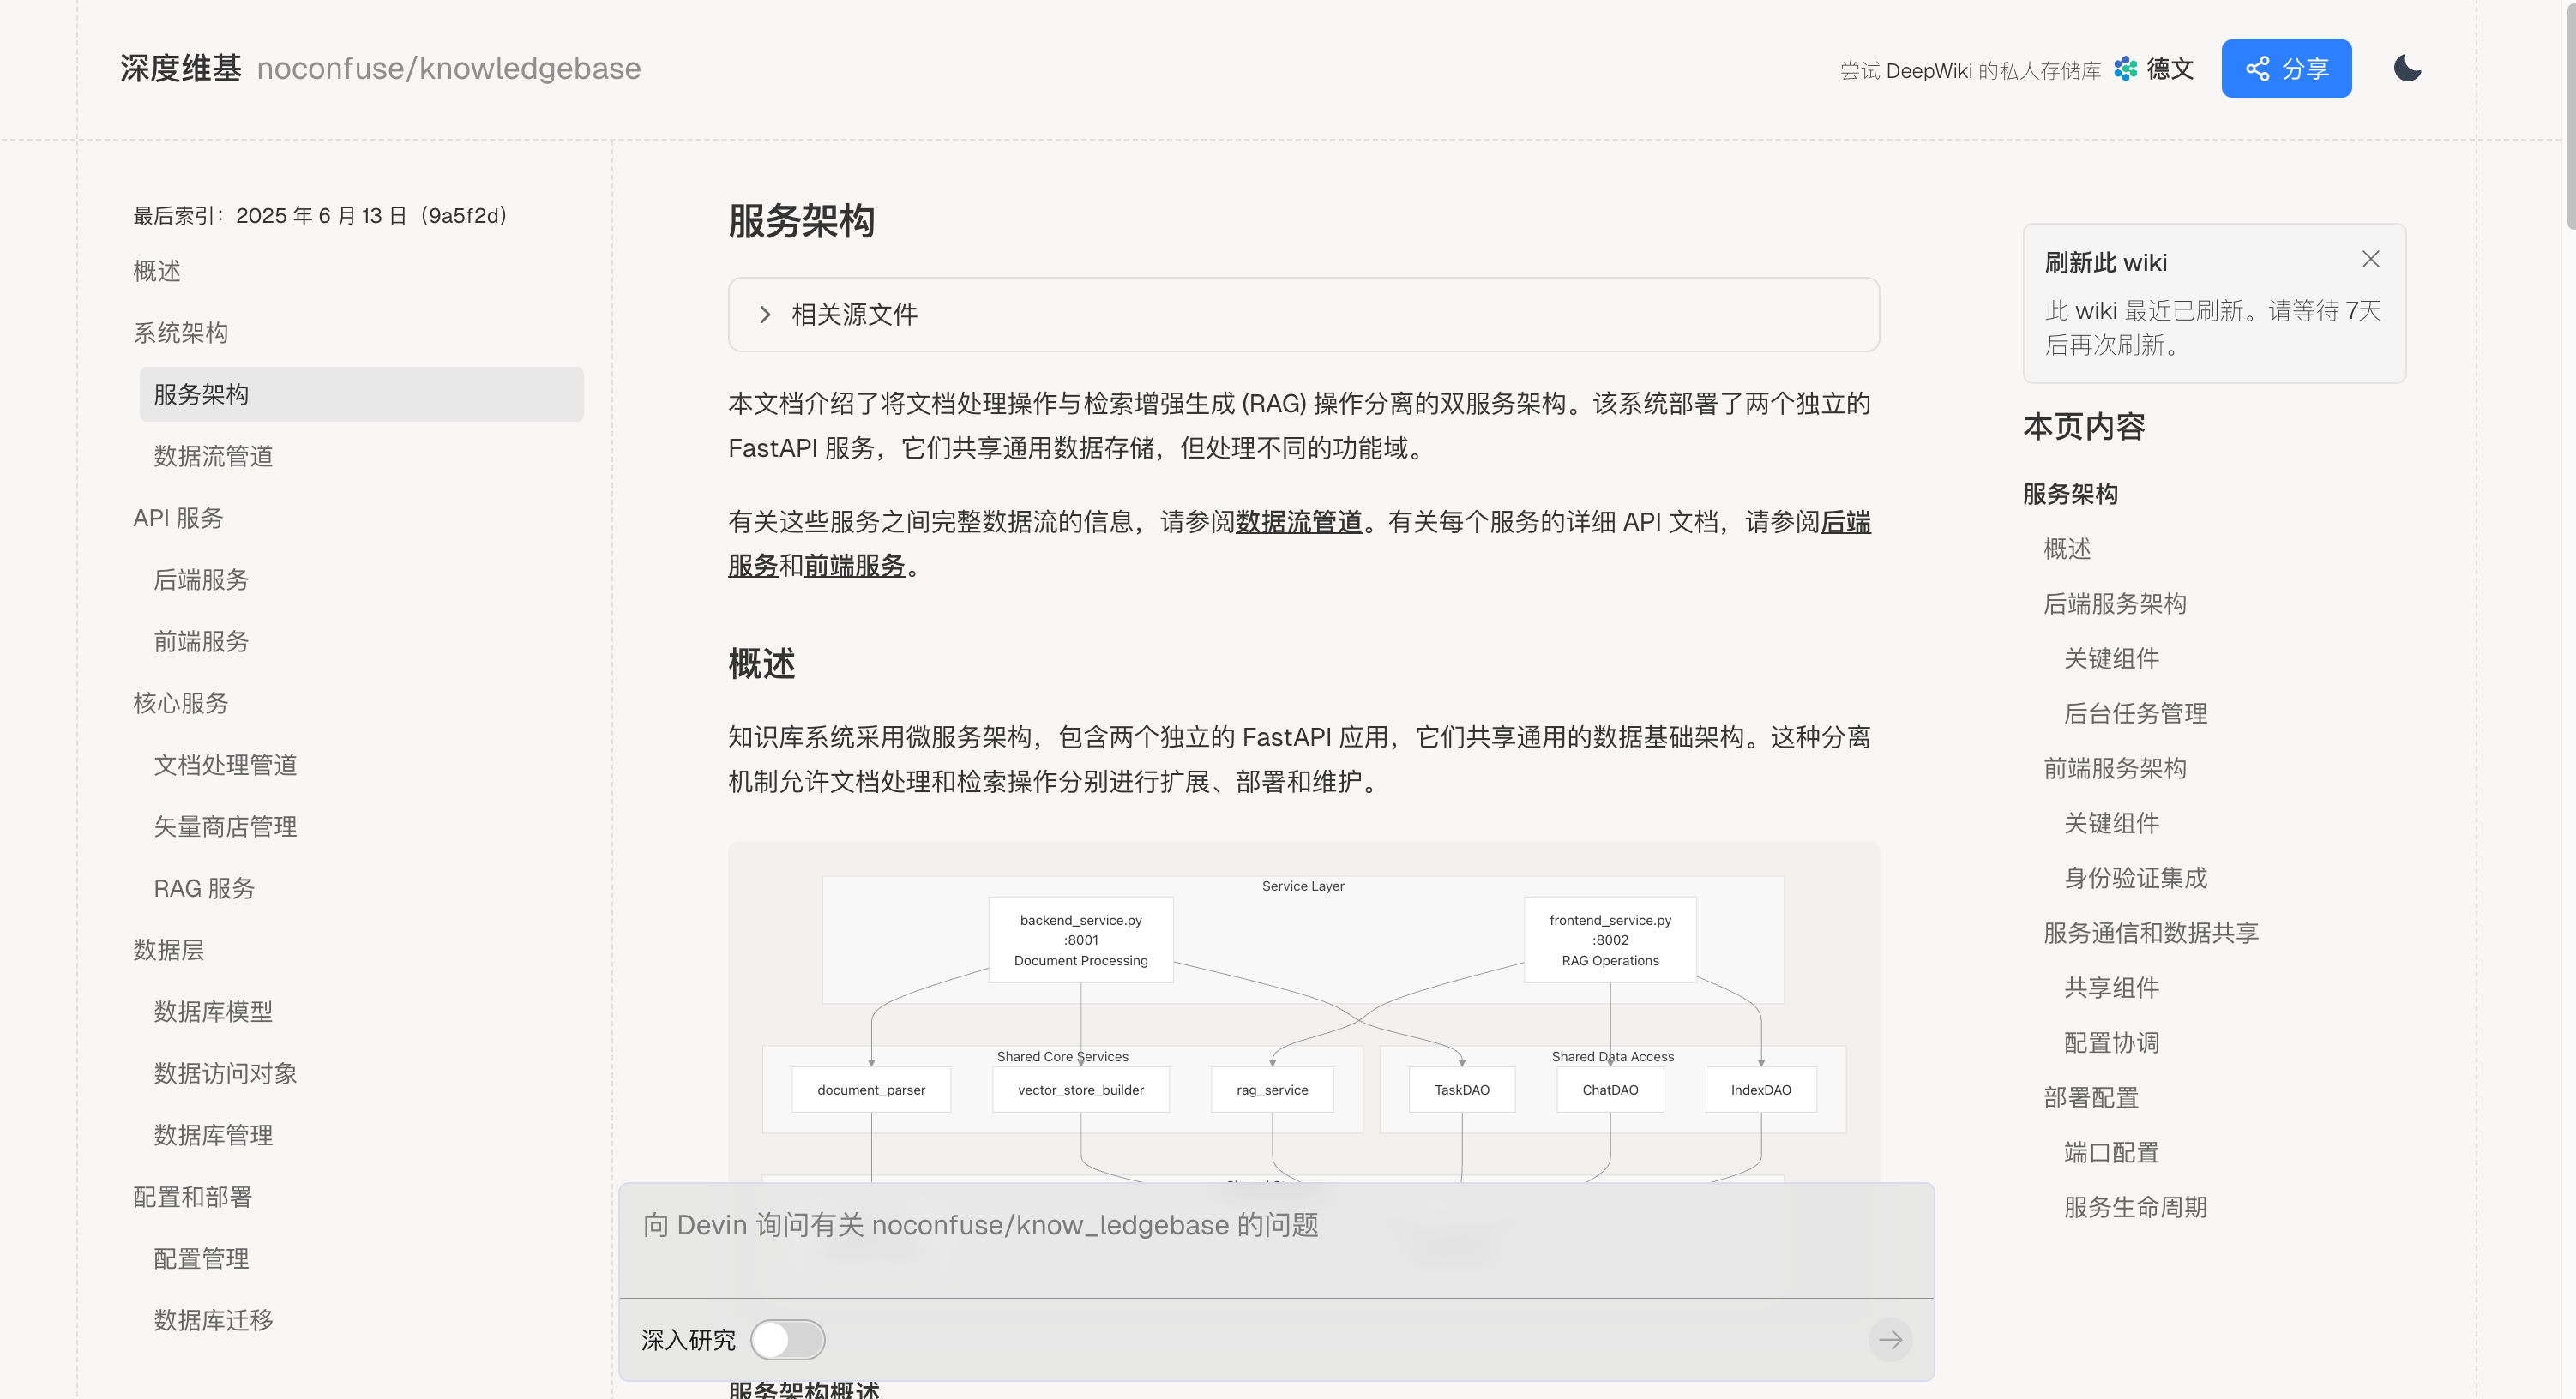 深度维基 noconfuse/knowledgebase
尝试 DeepWiki 的私人存储库 德文
分享
最后索引：2025 年 6 月 13 日（9a5f2d）
概述
系统架构
服务架构
数据流管道
API 服务
后端服务
前端服务
核心服务
文档处理管道
矢量商店管理
RAG 服务
数据层
数据库模型
数据访问对象
数据库管理
配置和部署
配置管理
数据库迁移
服务架构
相关源文件
本文档介绍了将文档处理操作与检索增强生成 (RAG) 操作分离的双服务架构。该系统部署了两个独立的
FastAPI 服务，它们共享通用数据存储，但处理不同的功能域。
有关这些服务之间完整数据流的信息，请参阅数据流管道。有关每个服务的详细 API 文档，请参阅后端
服务和前端服务。
概述
知识库系统采用微服务架构，包含两个独立的 FastAPI 应用，它们共享通用的数据基础架构。这种分离
机制允许文档处理和检索操作分别进行扩展、部署和维护。
Service Layer
backend_service.py
:8001
Document Processing
frontend_service.py
:8002
RAG Operations
Shared Core Services
document_parser
vector_store_builder
rag_service
Shared Data Access
TaskDAO
ChatDAO
IndexDAO
向 Devin 询问有关 noconfuse/know_ledgebase 的问题
深入研究
服务架构概述
刷新此 wiki
此 wiki 最近已刷新。请等待 7天
后再次刷新。
本页内容
服务架构
概述
后端服务架构
关键组件
后台任务管理
前端服务架构
关键组件
身份验证集成
服务通信和数据共享
共享组件
配置协调
部署配置
端口配置
服务生命周期